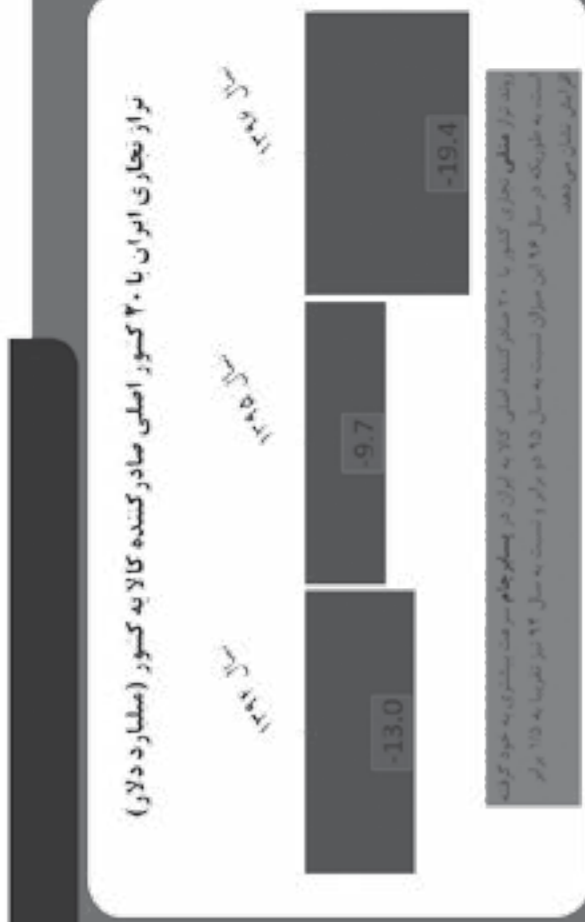 تراز تجاری ایران با ۲۰ کشور اصلی صادرکننده کالا به کشور (میلیارد دلار)
سال ۱۳۹۴
سال ۱۳۹۵
سال ۱۳۹۶
-13.0
-9.7
-19.4
روند تراز منفی تجاری کشور با ۲۰ صادرکننده اصلی کالا به ایران در پسابرجام سرعت بیشتری به خود گرفته
است، به طوریکه در سال ۹۶ این میزان نسبت به سال ۹۵ دو برابر و نسبت به سال ۹۴ نیز تقریبا به ۱/۵ برابر
افزایش نشان می‌دهد.